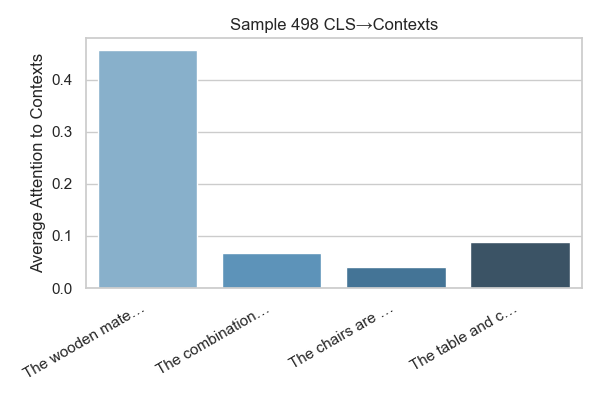 Sample 498 CLS→Contexts
Average Attention to Contexts
0.4
0.3
0.2
0.1
0.0
The wooden mate…
The combination…
The chairs are …
The table and c…